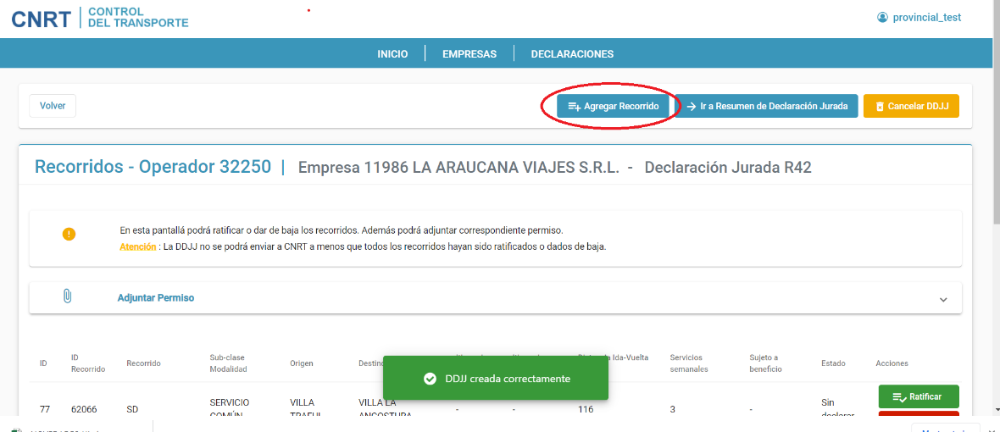 CNRT
CONTROL
DEL TRANSPORTE
provincial_test
INICIO EMPRESAS DECLARACIONES
Volver Agregar Recorrido Ir a Resumen de Declaración Jurada Cancelar DDJJ
Recorridos - Operador 32250 | Empresa 11986 LA ARAUCANA VIAJES S.R.L. - Declaración Jurada R42
En esta pantallá podrá ratificar o dar de baja los recorridos. Además podrá adjuntar correspondiente permiso.
Atención : La DDJJ no se podrá enviar a CNRT a menos que todos los recorridos hayan sido ratificados o dados de baja.
Adjuntar Permiso
ID
ID Recorrido
Recorrido
Sub-clase Modalidad
Origen
Ida-Vuelta
Servicios semanales
Sujeto a beneficio
Estado
Acciones
DDJJ creada correctamente
77 62066 SD SERVICIO COMÚN VILLA TRAFUL VILLA LA ANGOSTURA - - 116 3 - Sin declarar
Ratificar